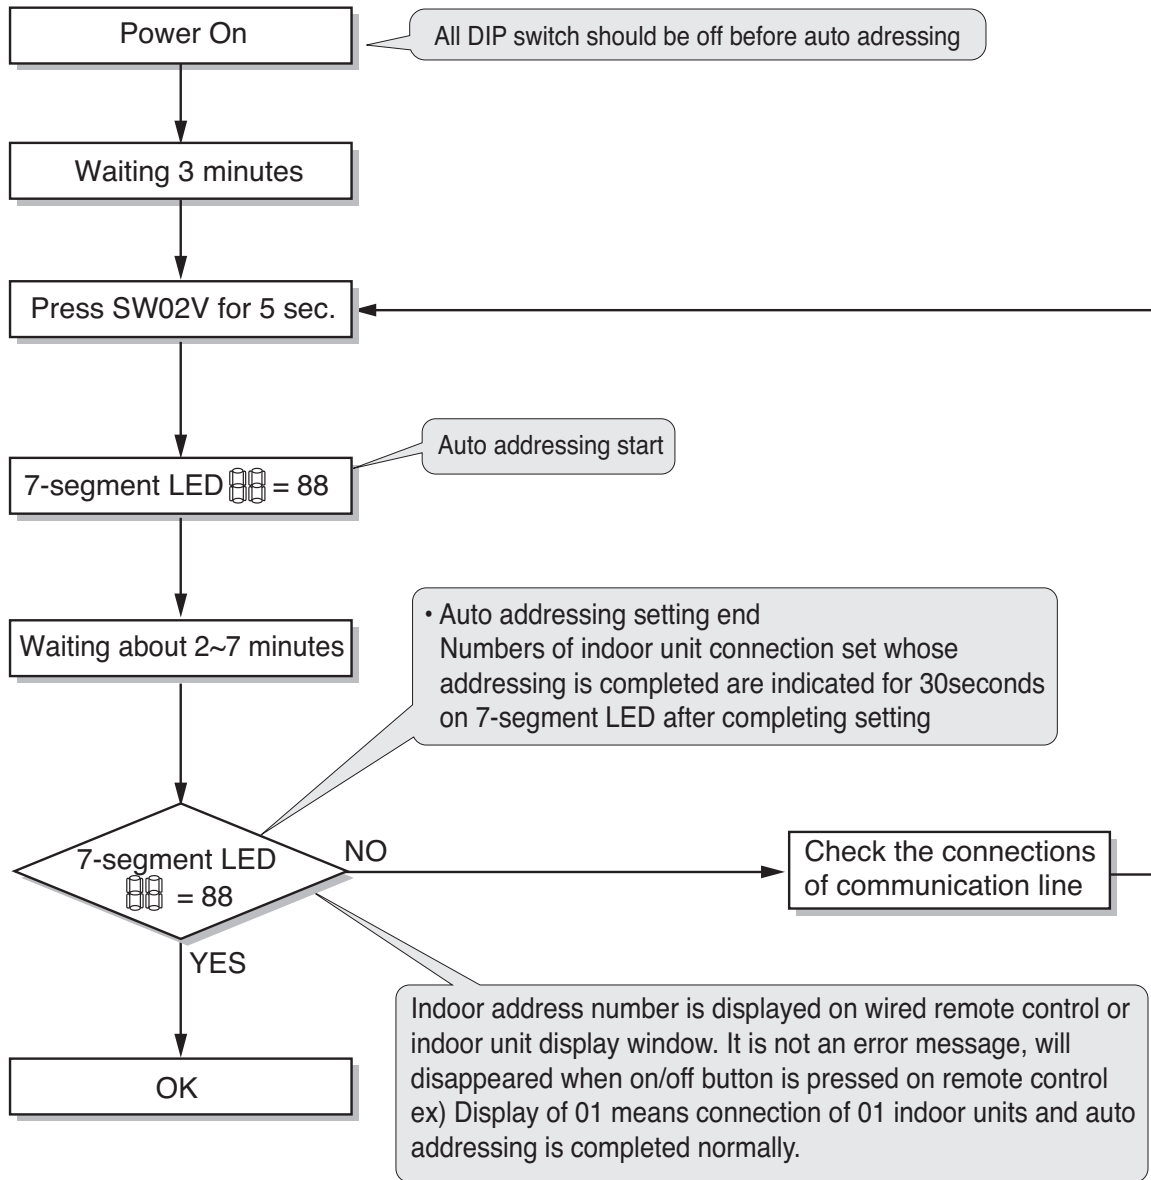 Power On
All DIP switch should be off before auto adressing
Waiting 3 minutes
Press SW02V for 5 sec.
Auto addressing start
7-segment LED 88 = 88
Waiting about 2~7 minutes
• Auto addressing setting end
Numbers of indoor unit connection set whose
addressing is completed are indicated for 30seconds
on 7-segment LED after completing setting
7-segment LED
88 = 88
NO
Check the connections
of communication line
YES
Indoor address number is displayed on wired remote control or
indoor unit display window. It is not an error message, will
disappeared when on/off button is pressed on remote control
ex) Display of 01 means connection of 01 indoor units and auto
addressing is completed normally.
OK